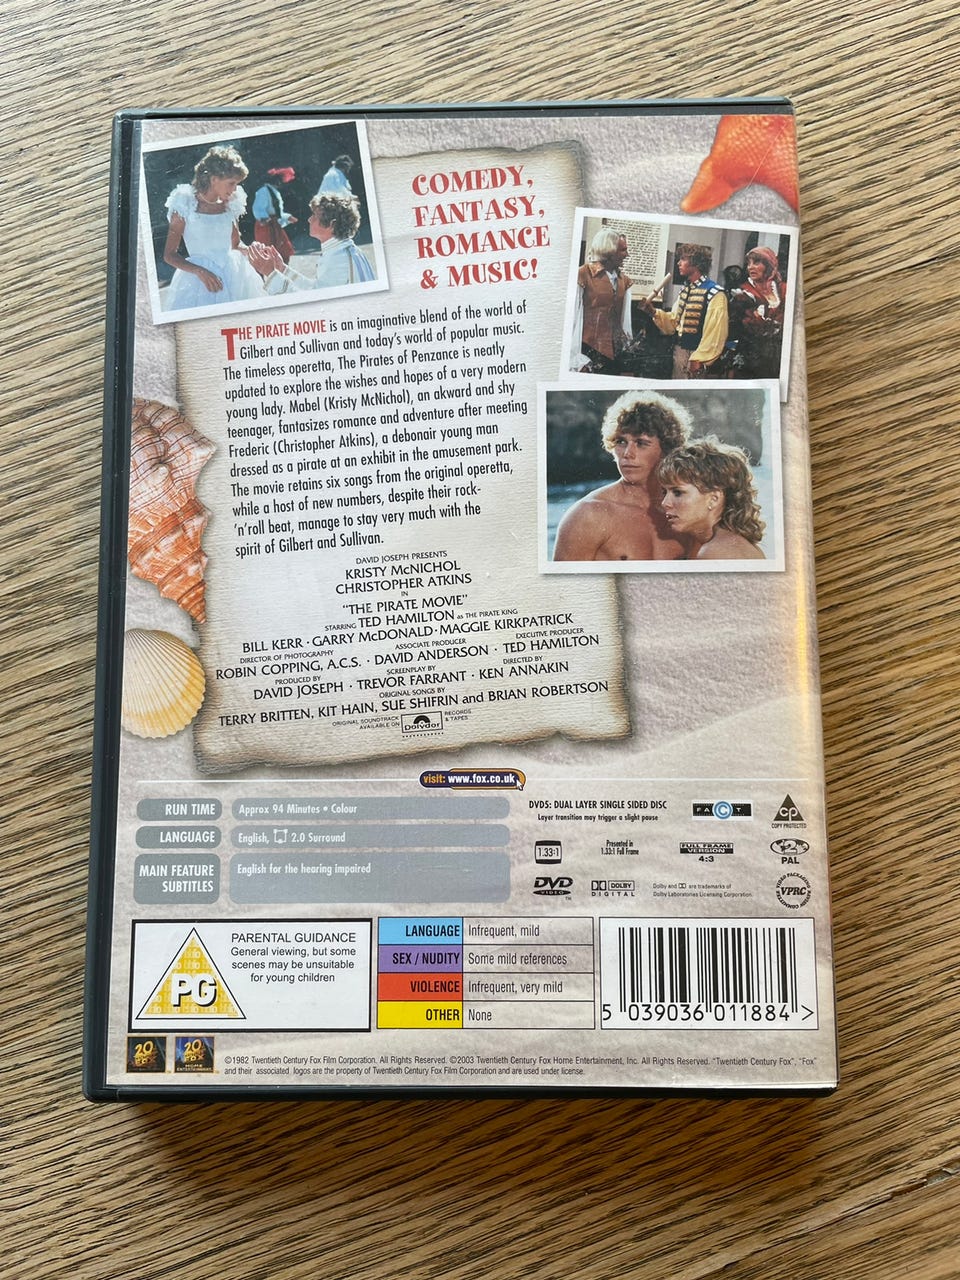 COMEDY,
FANTASY,
ROMANCE
& MUSIC!
THE PIRATE MOVIE is an imaginative blend of the world of
Gilbert and Sullivan and today's world of popular music.
The timeless operetta, The Pirates of Penzance is neatly
updated to explore the wishes and hopes of a very modern
young lady. Mabel (Kristy McNichol), an akward and shy
teenager, fantasizes romance and adventure after meeting
Frederic (Christopher Atkins), a debonair young man
dressed as a pirate at an exhibit in the amusement park.
The movie retains six songs from the original operetta,
while a host of new numbers, despite their rock-
'n'roll beat, manage to stay very much with the
spirit of Gilbert and Sullivan.
DAVID JOSEPH PRESENTS
KRISTY McNICHOL
CHRISTOPHER ATKINS
IN
"THE PIRATE MOVIE"
STARRING TED HAMILTON AS THE PIRATE KING
BILL KERR · GARRY McDONALD · MAGGIE KIRKPATRICK
DIRECTOR OF PHOTOGRAPHY ASSOCIATE PRODUCER EXECUTIVE PRODUCER
ROBIN COPPING, A.C.S. · DAVID ANDERSON · TED HAMILTON
PRODUCED BY SCREENPLAY BY DIRECTED BY
DAVID JOSEPH · TREVOR FARRANT · KEN ANNAKIN
ORIGINAL SONGS BY
TERRY BRITTEN, KIT HAIN, SUE SHIFRIN and BRIAN ROBERTSON
ORIGINAL SOUNDTRACK AVAILABLE ON Polydor RECORDS & TAPES
visit: www.fox.co.uk
RUN TIME Approx 94 Minutes • Colour
LANGUAGE English, 2.0 Surround
MAIN FEATURE SUBTITLES English for the hearing impaired
DVD5: DUAL LAYER SINGLE SIDED DISC
Layer transition may trigger a slight pause
FACT
CP
COPY PROTECTED
1.33:1
Presented in
1.33:1 Full Frame
FULL FRAME
VERSION
4:3
2
PAL
DVD
VIDEO
TM
DOLBY
DIGITAL
Dolby and are trademarks of
Dolby Laboratories Licensing Corporation.
VIDEO PACKAGING REVIEW COMMITTEE
VPRC
PG
PARENTAL GUIDANCE
General viewing, but some
scenes may be unsuitable
for young children
LANGUAGE Infrequent, mild
SEX / NUDITY Some mild references
VIOLENCE Infrequent, very mild
OTHER None
5 039036 011884 >
20th CENTURY FOX
20th CENTURY FOX HOME ENTERTAINMENT
©1982 Twentieth Century Fox Film Corporation. All Rights Reserved. ©2003 Twentieth Century Fox Home Entertainment, Inc. All Rights Reserved. "Twentieth Century Fox", "Fox"
and their associated logos are the property of Twentieth Century Fox Film Corporation and are used under license.